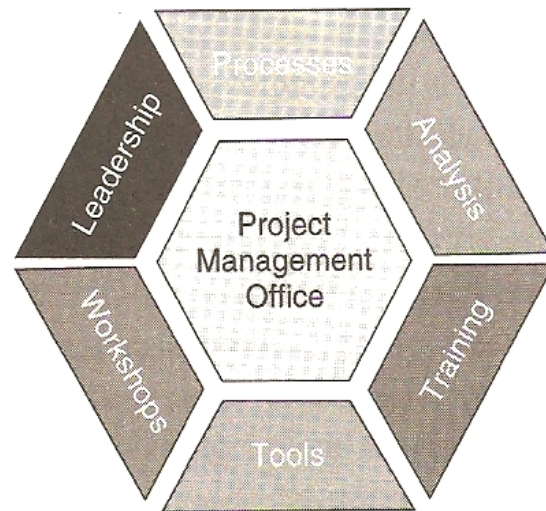 Processes
Analysis
Training
Tools
Workshops
Leadership
Project
Management
Office